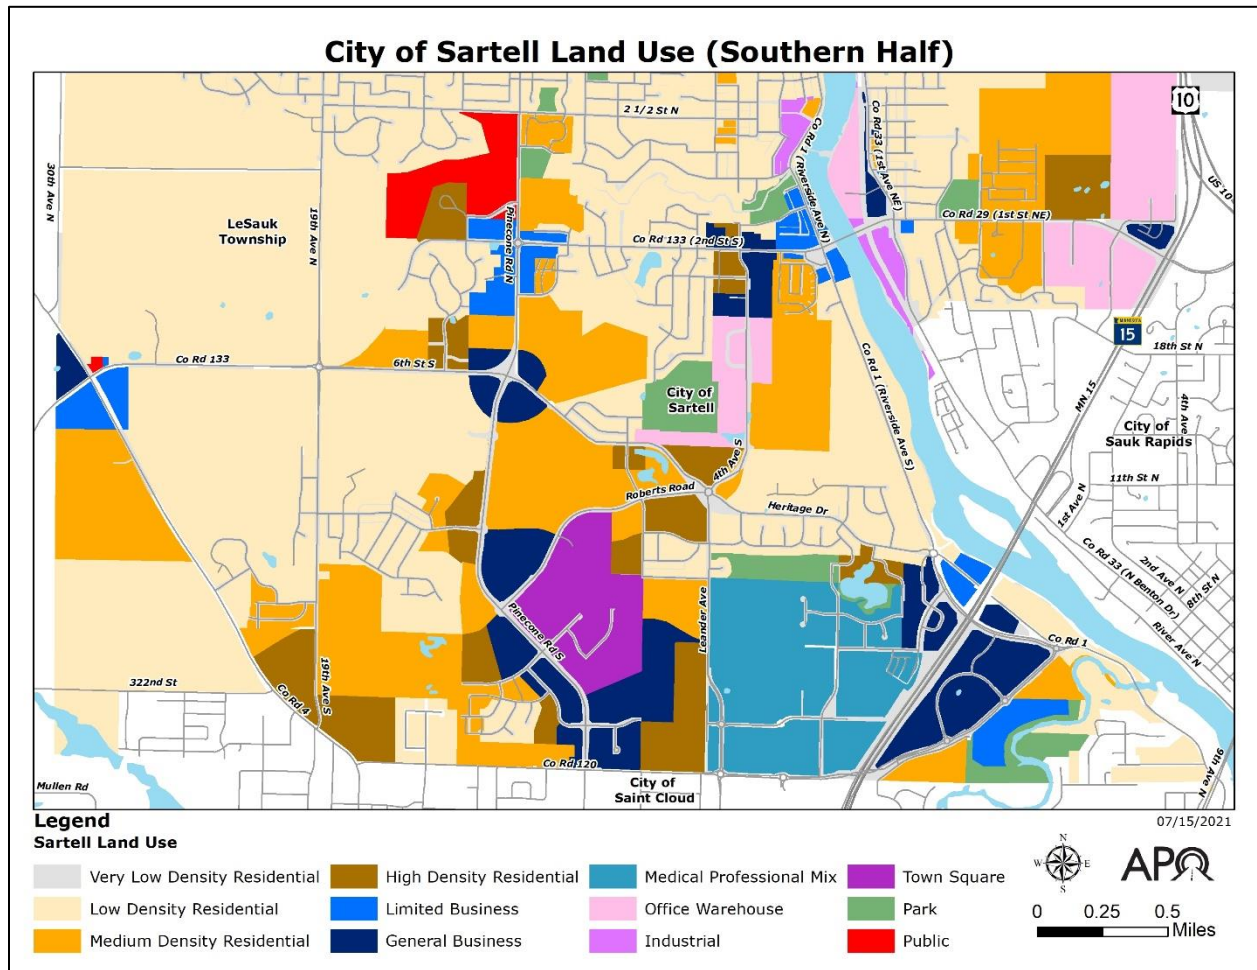 City of Sartell Land Use (Southern Half)
2 1/2 St N
Co Rd 1 (Riverside Ave N)
Co Rd 33 (1st Ave NE)
10
US 10
30th Ave N
19th Ave N
LeSauk
Township
Pinecone Rd N
Co Rd 133 (2nd St S)
Co Rd 29 (1st St NE)
MINNESOTA
15
18th St N
Co Rd 133
6th St S
City of
Sartell
Co Rd 1 (Riverside Ave S)
MN 15
4th Ave N
City of
Sauk Rapids
4th Ave S
Roberts Road
Heritage Dr
11th St N
1st Ave N
Co Rd 33 (N Benton Dr)
2nd Ave N
8th St N
River Ave N
Pinecone Rd S
Leander Ave
Co Rd 1
322nd St
19th Ave S
Co Rd 4
Co Rd 120
9th Ave N
Mullen Rd
City of
Saint Cloud
Legend
07/15/2021
Sartell Land Use
Very Low Density Residential
High Density Residential
Medical Professional Mix
Town Square
Low Density Residential
Limited Business
Office Warehouse
Park
Medium Density Residential
General Business
Industrial
Public
N
W
E
S
APO
0 0.25 0.5
Miles